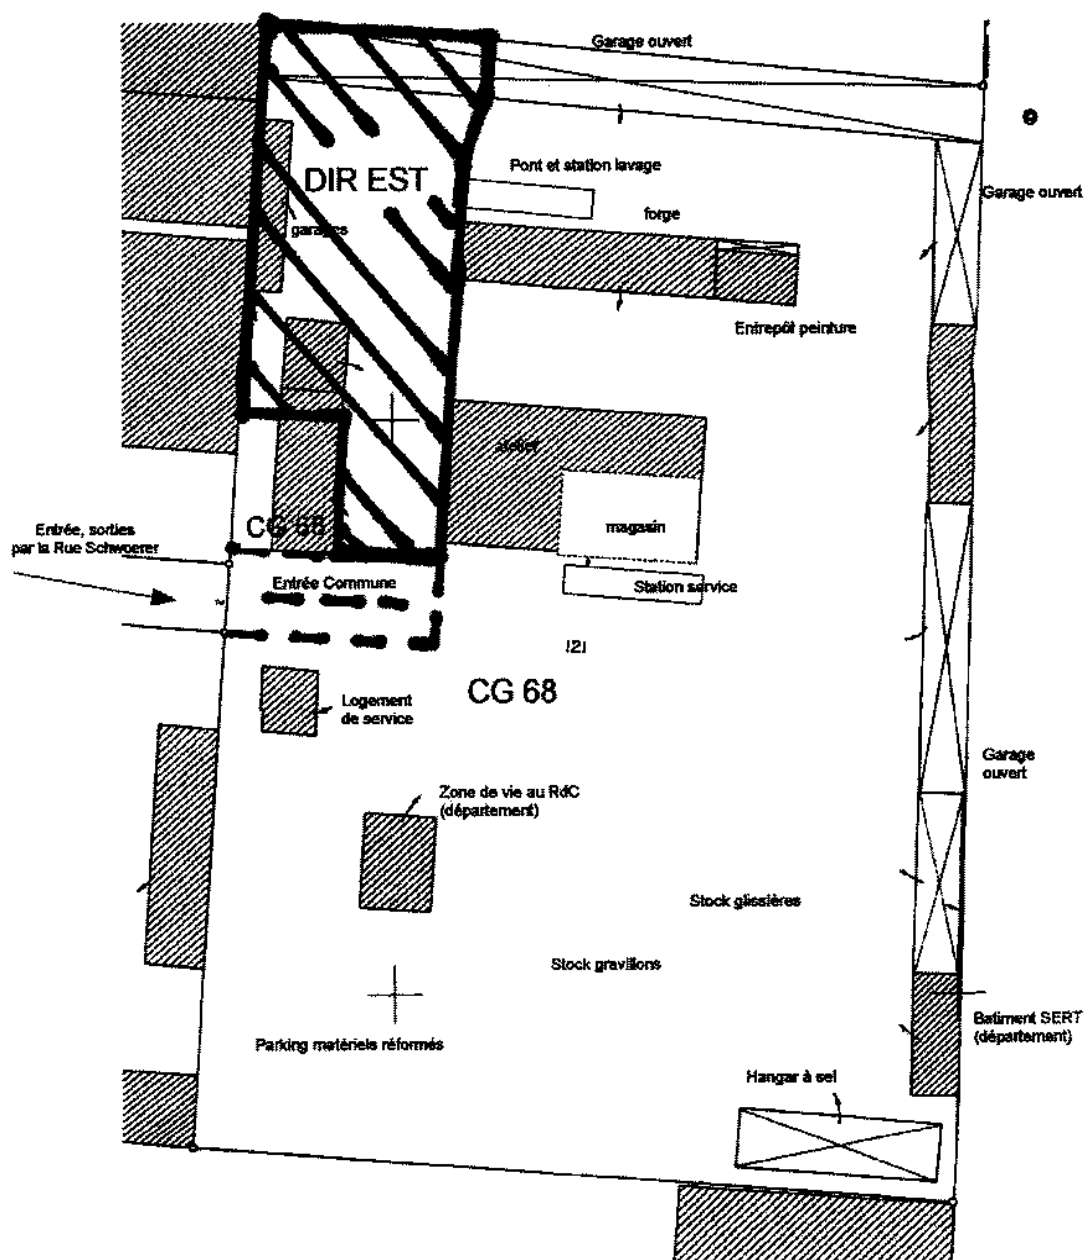 Garage ouvert
DIR EST
Pont et station lavage
Garage ouvert
forge
garages
Entrepôt peinture
atelier
CG 68
magasin
Entrée, sorties
par la Rue Schwoerer
Entrée Commune
Station service
121
CG 68
Logement
de service
Garage
ouvert
Zone de vie au RdC
(département)
Stock glissières
Stock gravillons
Batiment SERT
(département)
Parking matériels réformés
Hangar à sel